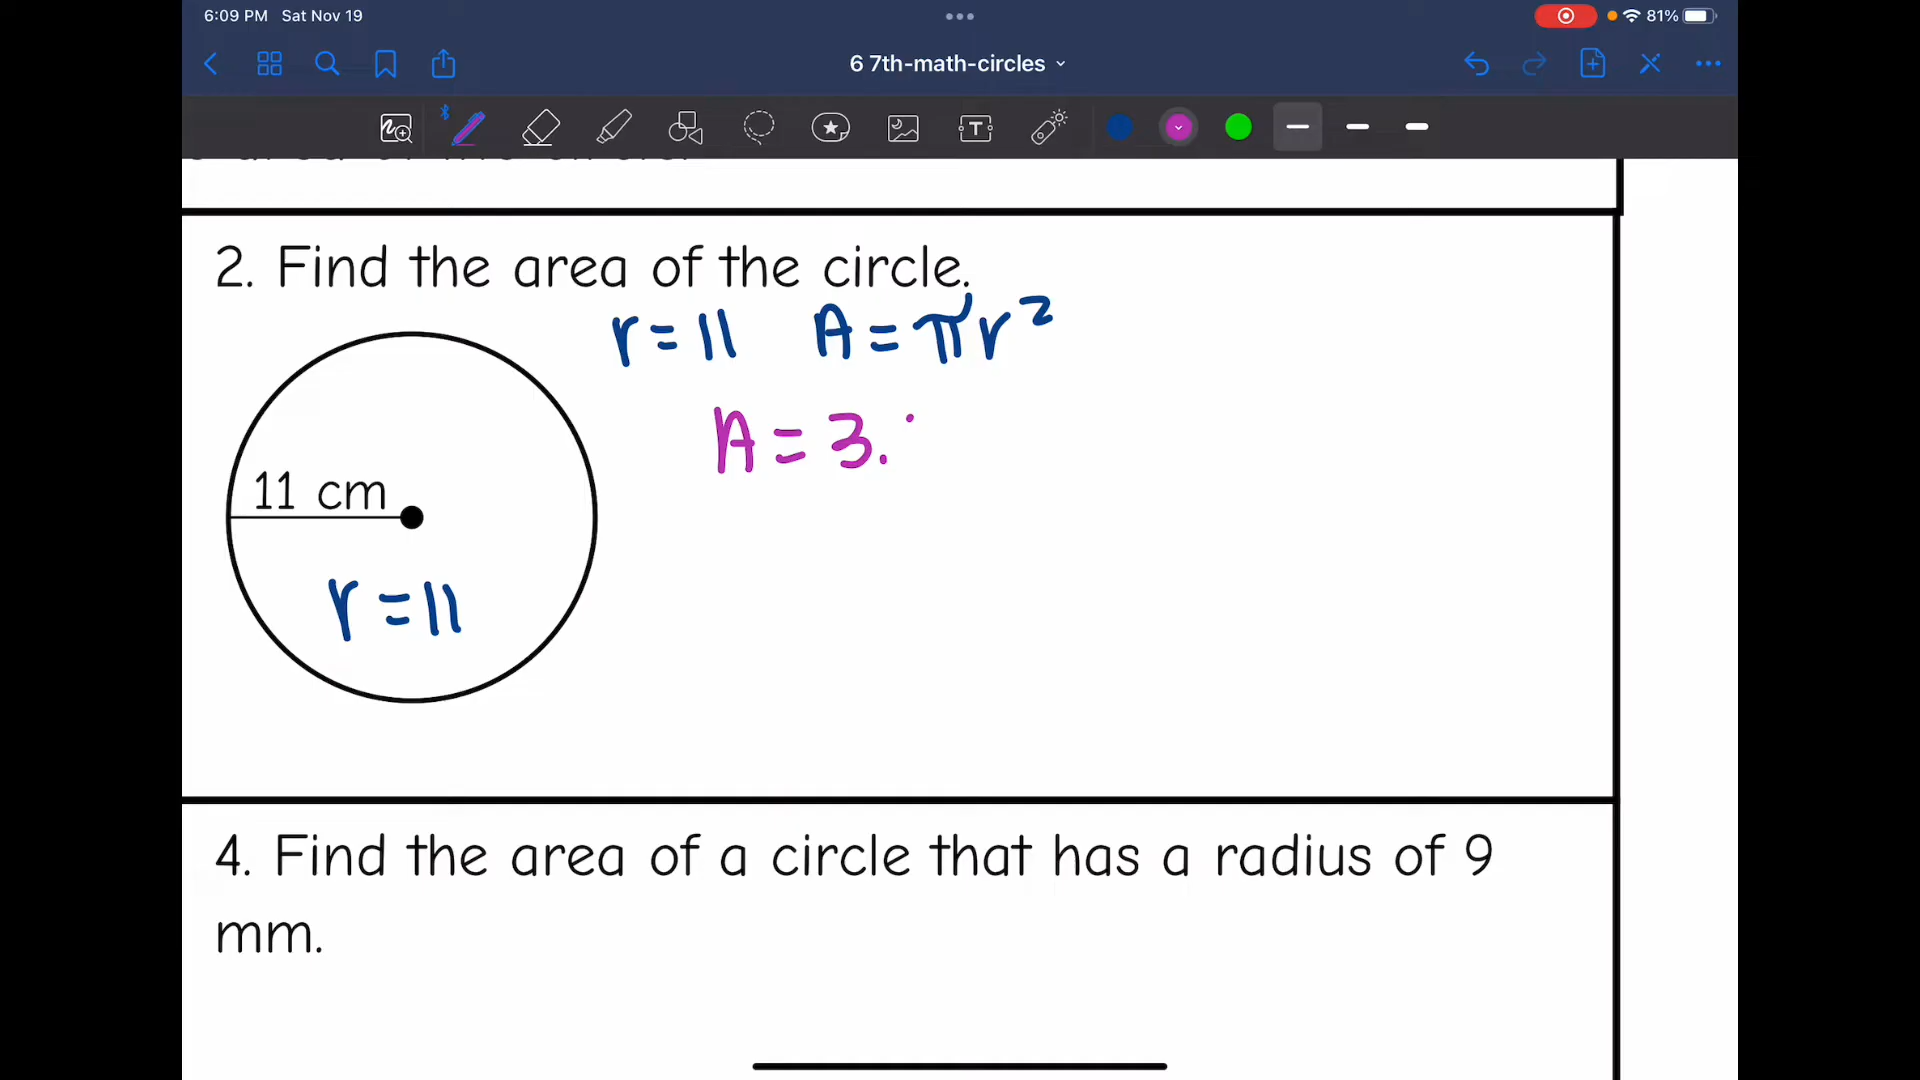 6:09 PM Sat Nov 19
81%
6 7th-math-circles
T
2. Find the area of the circle.
r = 11 A = πr²
A = 3.
11 cm
r = 11
4. Find the area of a circle that has a radius of 9
mm.